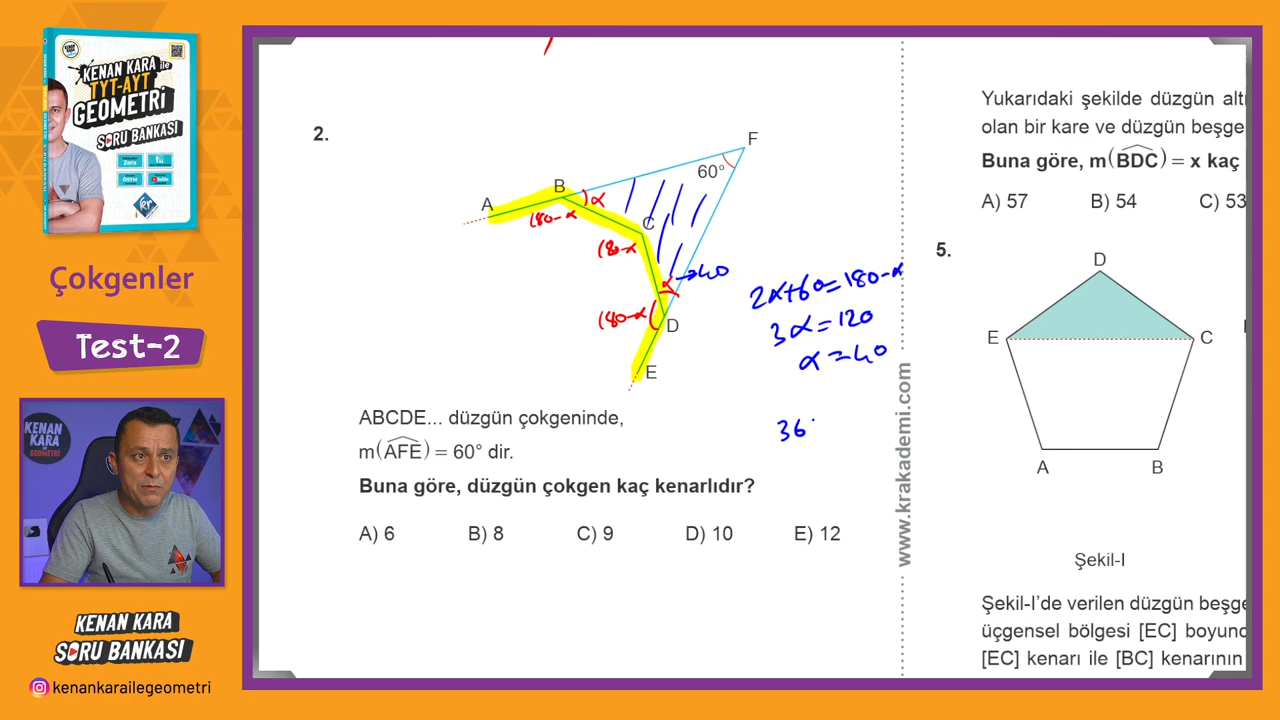 KENAN KARA ile
TYT-AYT
GEOMETRİ
SORU BANKASI
Çokgenler
Test-2
KENAN KARA
SORU BANKASI
kenankarailegeometri
2.
A
B
C
D
E
F
60°
α
180-α
180-α
180-α
α → 40
2α+60=180-α
3α=120
α=40
36
ABCDE... düzgün çokgeninde,
m(AFE) = 60° dir.
Buna göre, düzgün çokgen kaç kenarlıdır?
A) 6 B) 8 C) 9 D) 10 E) 12
www.krakademi.com
Yukarıdaki şekilde düzgün altı
olan bir kare ve düzgün beşge
Buna göre, m(BDC) = x kaç
A) 57 B) 54 C) 53
5.
D
E
C
A
B
Şekil-I
Şekil-I'de verilen düzgün beşge
üçgensel bölgesi [EC] boyunc
[EC] kenarı ile [BC] kenarının